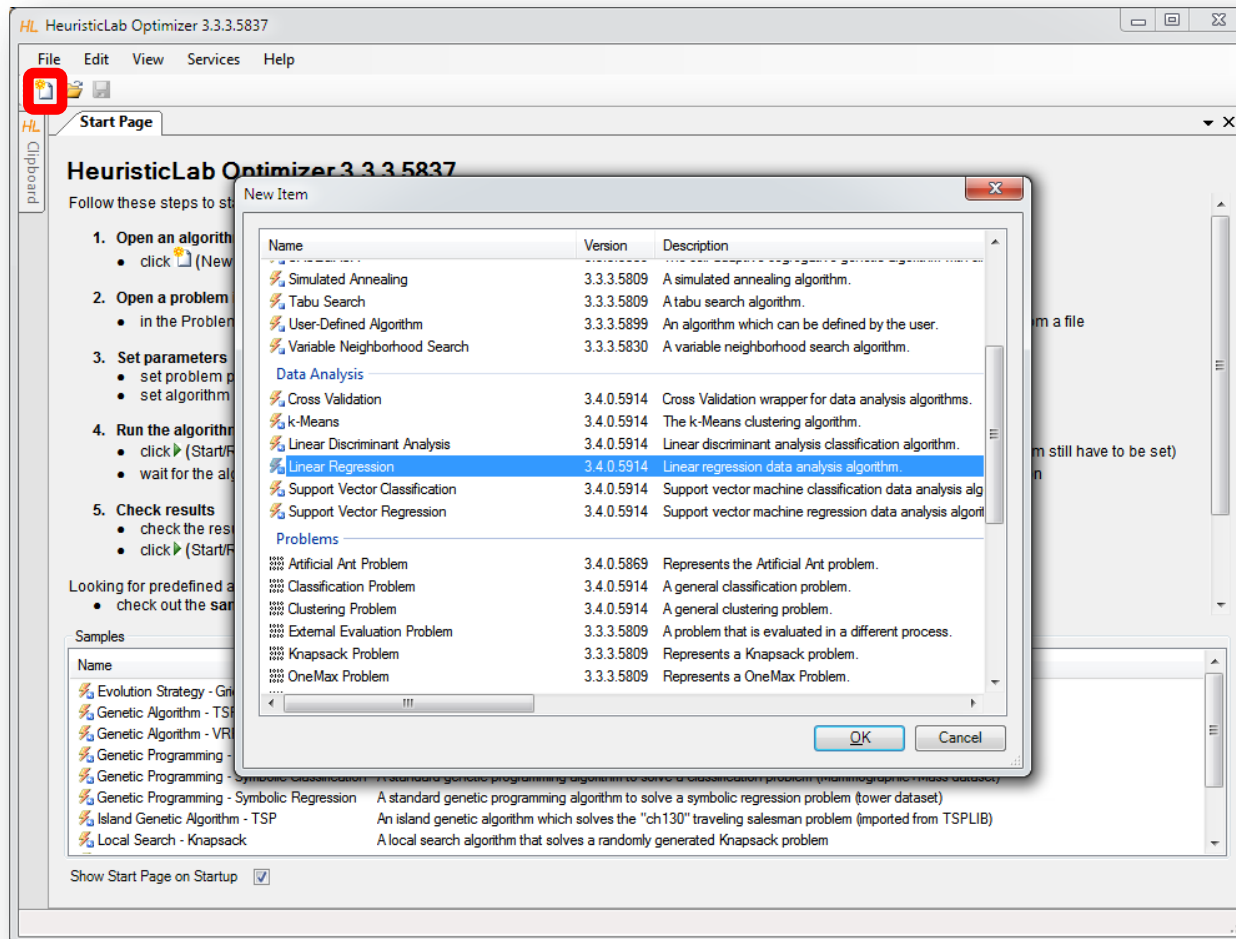 HL HeuristicLab Optimizer 3.3.3.5837
File Edit View Services Help
HL Clipboard
Start Page
HeuristicLab Optimizer 3.3.3.5837
Follow these steps to st
1. Open an algorith
• click (New
2. Open a problem
• in the Problem
om a file
3. Set parameters
• set problem p
• set algorithm
4. Run the algorithm
• click (Start/R
m still have to be set)
• wait for the alg
n
5. Check results
• check the resu
• click (Start/R
Looking for predefined a
• check out the sam
New Item
Name Version Description
Simulated Annealing 3.3.3.5809 A simulated annealing algorithm.
Tabu Search 3.3.3.5809 A tabu search algorithm.
User-Defined Algorithm 3.3.3.5899 An algorithm which can be defined by the user.
Variable Neighborhood Search 3.3.3.5830 A variable neighborhood search algorithm.
Data Analysis
Cross Validation 3.4.0.5914 Cross Validation wrapper for data analysis algorithms.
k-Means 3.4.0.5914 The k-Means clustering algorithm.
Linear Discriminant Analysis 3.4.0.5914 Linear discriminant analysis classification algorithm.
Linear Regression 3.4.0.5914 Linear regression data analysis algorithm.
Support Vector Classification 3.4.0.5914 Support vector machine classification data analysis alg
Support Vector Regression 3.4.0.5914 Support vector machine regression data analysis algorit
Problems
Artificial Ant Problem 3.4.0.5869 Represents the Artificial Ant problem.
Classification Problem 3.4.0.5914 A general classification problem.
Clustering Problem 3.4.0.5914 A general clustering problem.
External Evaluation Problem 3.3.3.5809 A problem that is evaluated in a different process.
Knapsack Problem 3.3.3.5809 Represents a Knapsack problem.
OneMax Problem 3.3.3.5809 Represents a OneMax Problem.
OK Cancel
Samples
Name
Evolution Strategy - Grie
Genetic Algorithm - TSP
Genetic Algorithm - VRP
Genetic Programming -
Genetic Programming - Symbolic Classification A standard genetic programming algorithm to solve a classification problem (Mammographic Mass dataset)
Genetic Programming - Symbolic Regression A standard genetic programming algorithm to solve a symbolic regression problem (tower dataset)
Island Genetic Algorithm - TSP An island genetic algorithm which solves the "ch130" traveling salesman problem (imported from TSPLIB)
Local Search - Knapsack A local search algorithm that solves a randomly generated Knapsack problem
Show Start Page on Startup